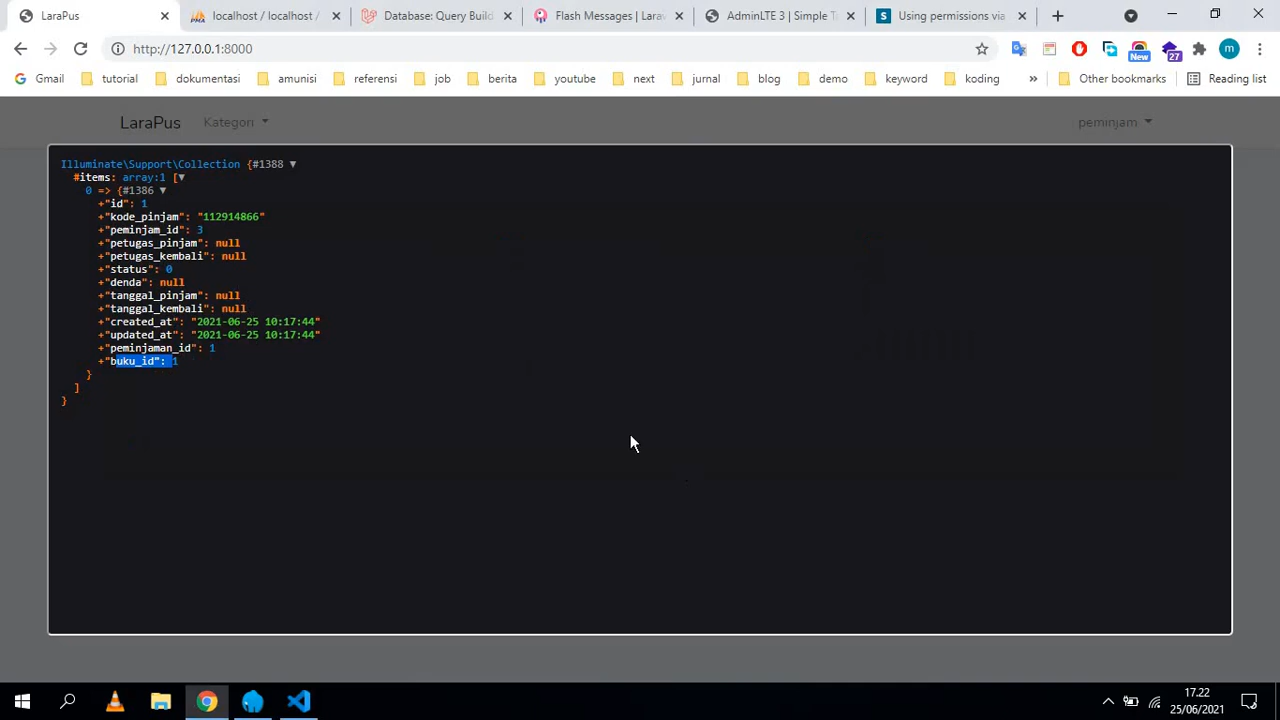 LaraPus
localhost / localhost /
Database: Query Build
Flash Messages | Larav
AdminLTE 3 | Simple T
Using permissions via
http://127.0.0.1:8000
New
27
m
Gmail
tutorial
dokumentasi
amunisi
referensi
job
berita
youtube
next
jurnal
blog
demo
keyword
koding
»
Other bookmarks
Reading list
LaraPus
Kategori
peminjam
Illuminate\Support\Collection {#1388 ▼
#items: array:1 [▼
0 => {#1386 ▼
+"id": 1
+"kode_pinjam": "112914866"
+"peminjam_id": 3
+"petugas_pinjam": null
+"petugas_kembali": null
+"status": 0
+"denda": null
+"tanggal_pinjam": null
+"tanggal_kembali": null
+"created_at": "2021-06-25 10:17:44"
+"updated_at": "2021-06-25 10:17:44"
+"peminjaman_id": 1
+"buku_id": 1
}
]
}
17.22
25/06/2021